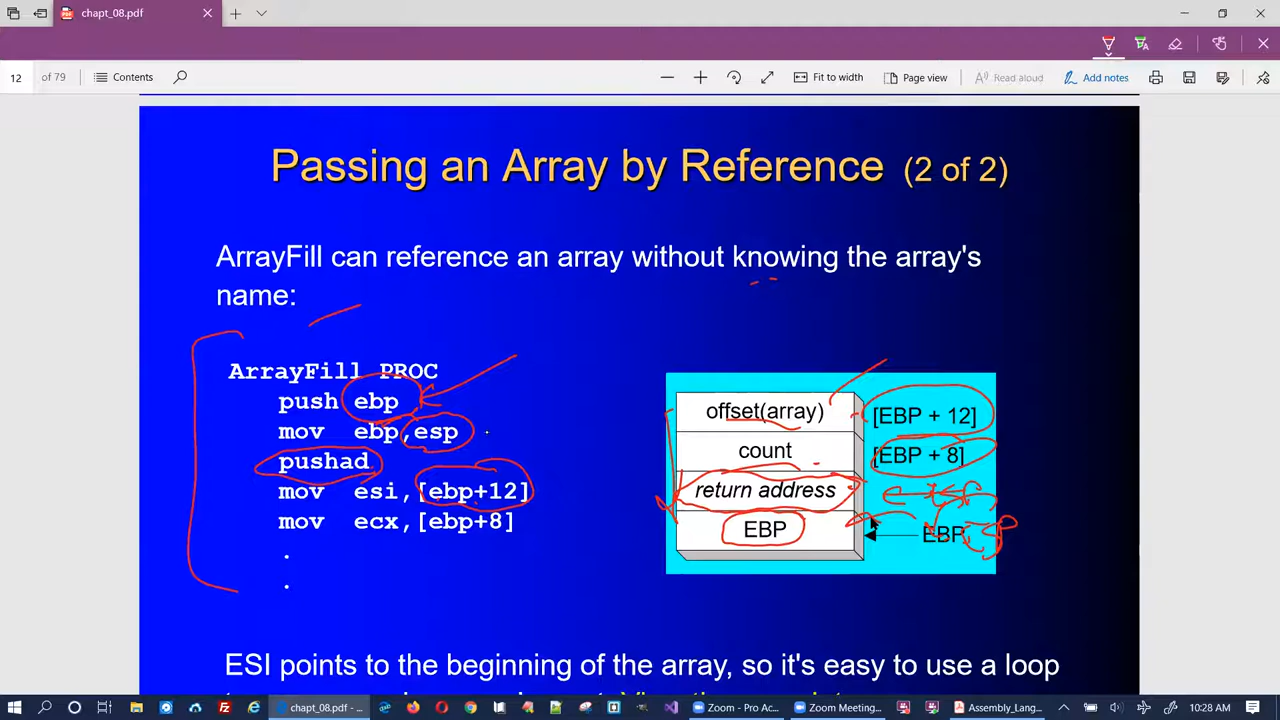 chapt_08.pdf
12 of 79 Contents Fit to width Page view Read aloud Add notes
Passing an Array by Reference (2 of 2)
ArrayFill can reference an array without knowing the array's
name:
ArrayFill PROC
push ebp
mov ebp,esp
pushad
mov esi,[ebp+12]
mov ecx,[ebp+8]
.
.
offset(array) [EBP + 12]
count [EBP + 8]
return address
EBP EBP
ESI points to the beginning of the array, so it's easy to use a loop
chapt_08.pdf - ... Zoom - Pro Ac... Zoom Meeting ... Assembly_Lang... 10:28 AM